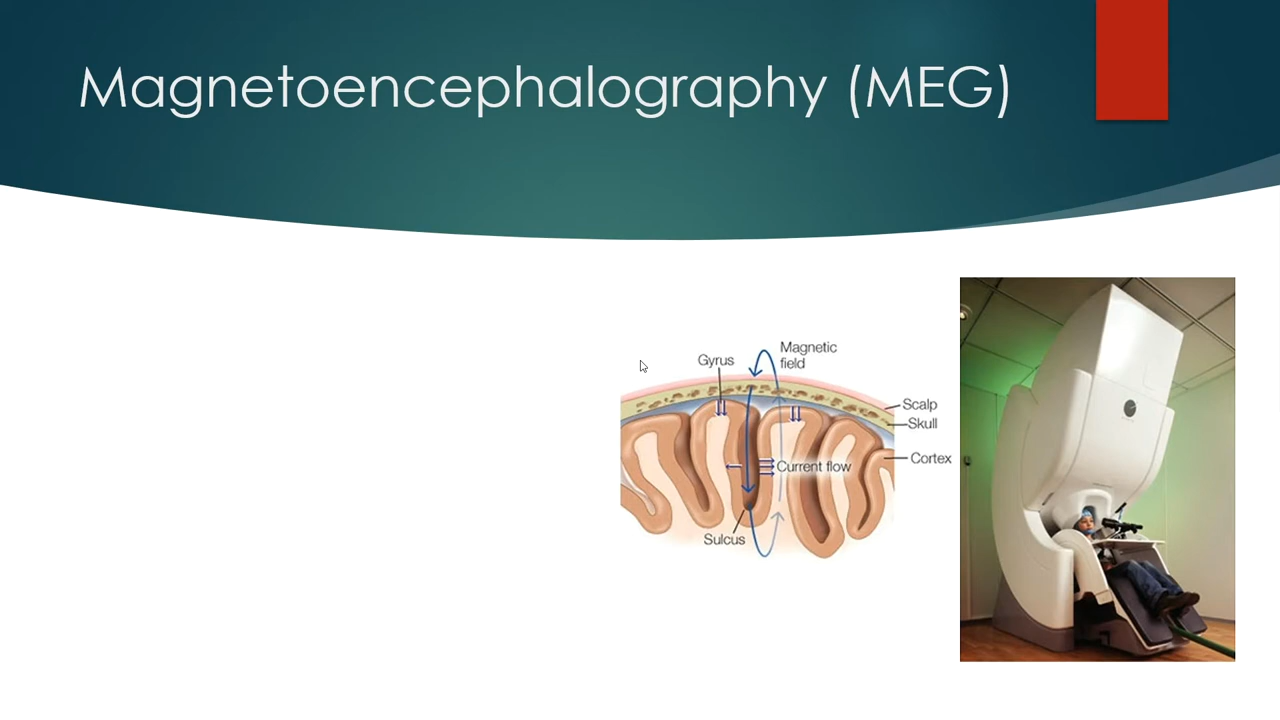 Magnetoencephalography (MEG)
Magnetic
field
Gyrus
Scalp
Skull
Cortex
Current flow
Sulcus